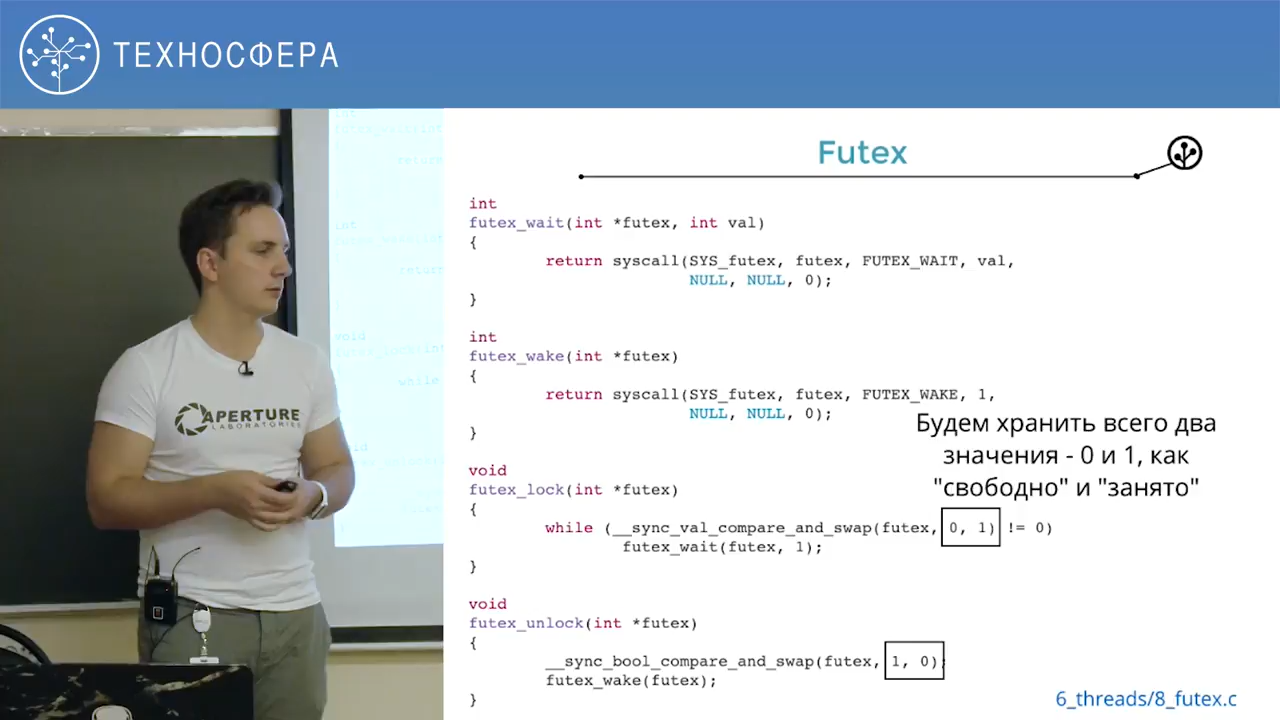 ТЕХНОСФЕРА
Futex
int
futex_wait(int *futex, int val)
{
return syscall(SYS_futex, futex, FUTEX_WAIT, val,
NULL, NULL, 0);
}
int
futex_wake(int *futex)
{
return syscall(SYS_futex, futex, FUTEX_WAKE, 1,
NULL, NULL, 0);
}
Будем хранить всего два
значения - 0 и 1, как
"свободно" и "занято"
void
futex_lock(int *futex)
{
while (__sync_val_compare_and_swap(futex, 0, 1) != 0)
futex_wait(futex, 1);
}
void
futex_unlock(int *futex)
{
__sync_bool_compare_and_swap(futex, 1, 0);
futex_wake(futex);
}
6_threads/8_futex.c
APERTURE
LABORATORIES